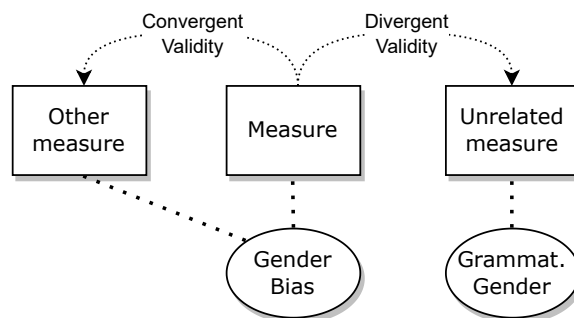 Convergent
Validity
Divergent
Validity
Other
measure
Measure
Unrelated
measure
Gender
Bias
Grammat.
Gender